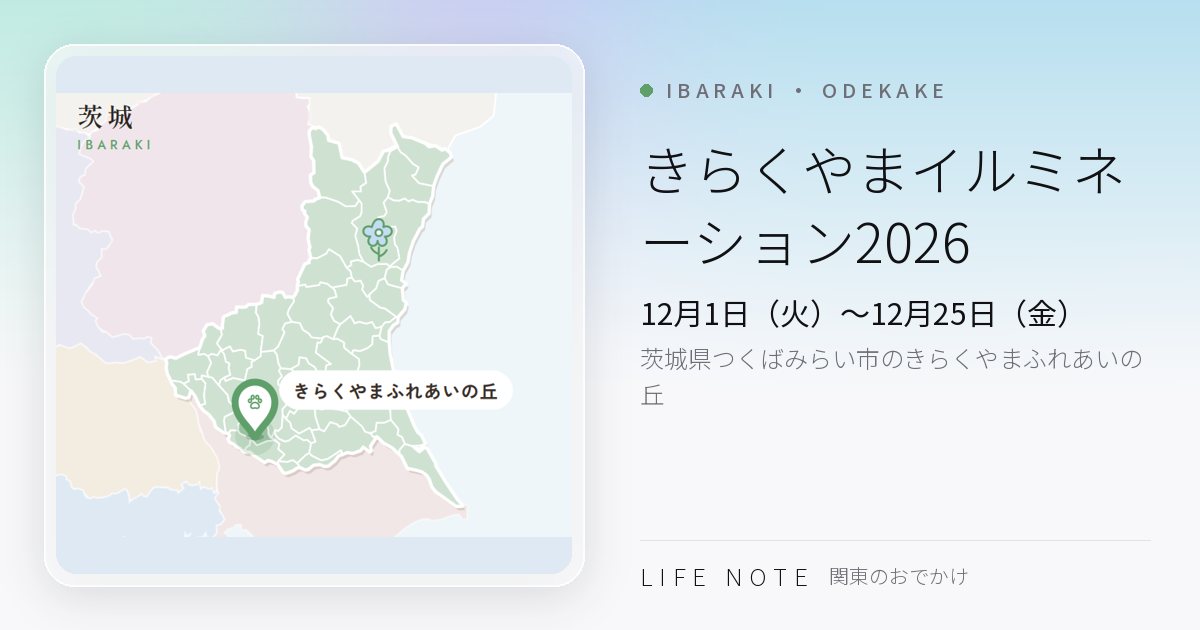 茨城
IBARAKI
きらくやまふれあいの丘
IBARAKI • ODEKAKE
きらくやまイルミネ
ーション2026
12月1日（火）〜12月25日（金）
茨城県つくばみらい市のきらくやまふれあいの
丘
LIFE NOTE 関東のおでかけ